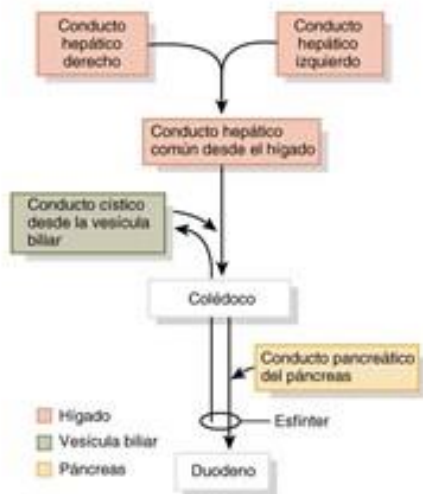 Conducto
hepático
derecho
Conducto
hepático
izquierdo
Conducto hepático
común desde el hígado
Conducto cístico
desde la vesícula
biliar
Colédoco
Conducto pancreático
del páncreas
Hígado
Vesícula biliar
Páncreas
Esfínter
Duodeno